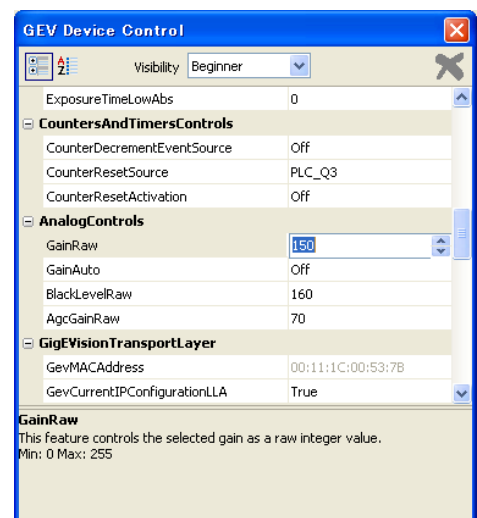 GEV Device Control
Visibility Beginner
ExposureTimeLowAbs 0
CountersAndTimersControls
CounterDecrementEventSource Off
CounterResetSource PLC_Q3
CounterResetActivation Off
AnalogControls
GainRaw 150
GainAuto Off
BlackLevelRaw 160
AgcGainRaw 70
GigEVisionTransportLayer
GevMACAddress 00:11:1C:00:53:7B
GevCurrentIPConfigurationLLA True
GainRaw
This feature controls the selected gain as a raw integer value.
Min: 0 Max: 255